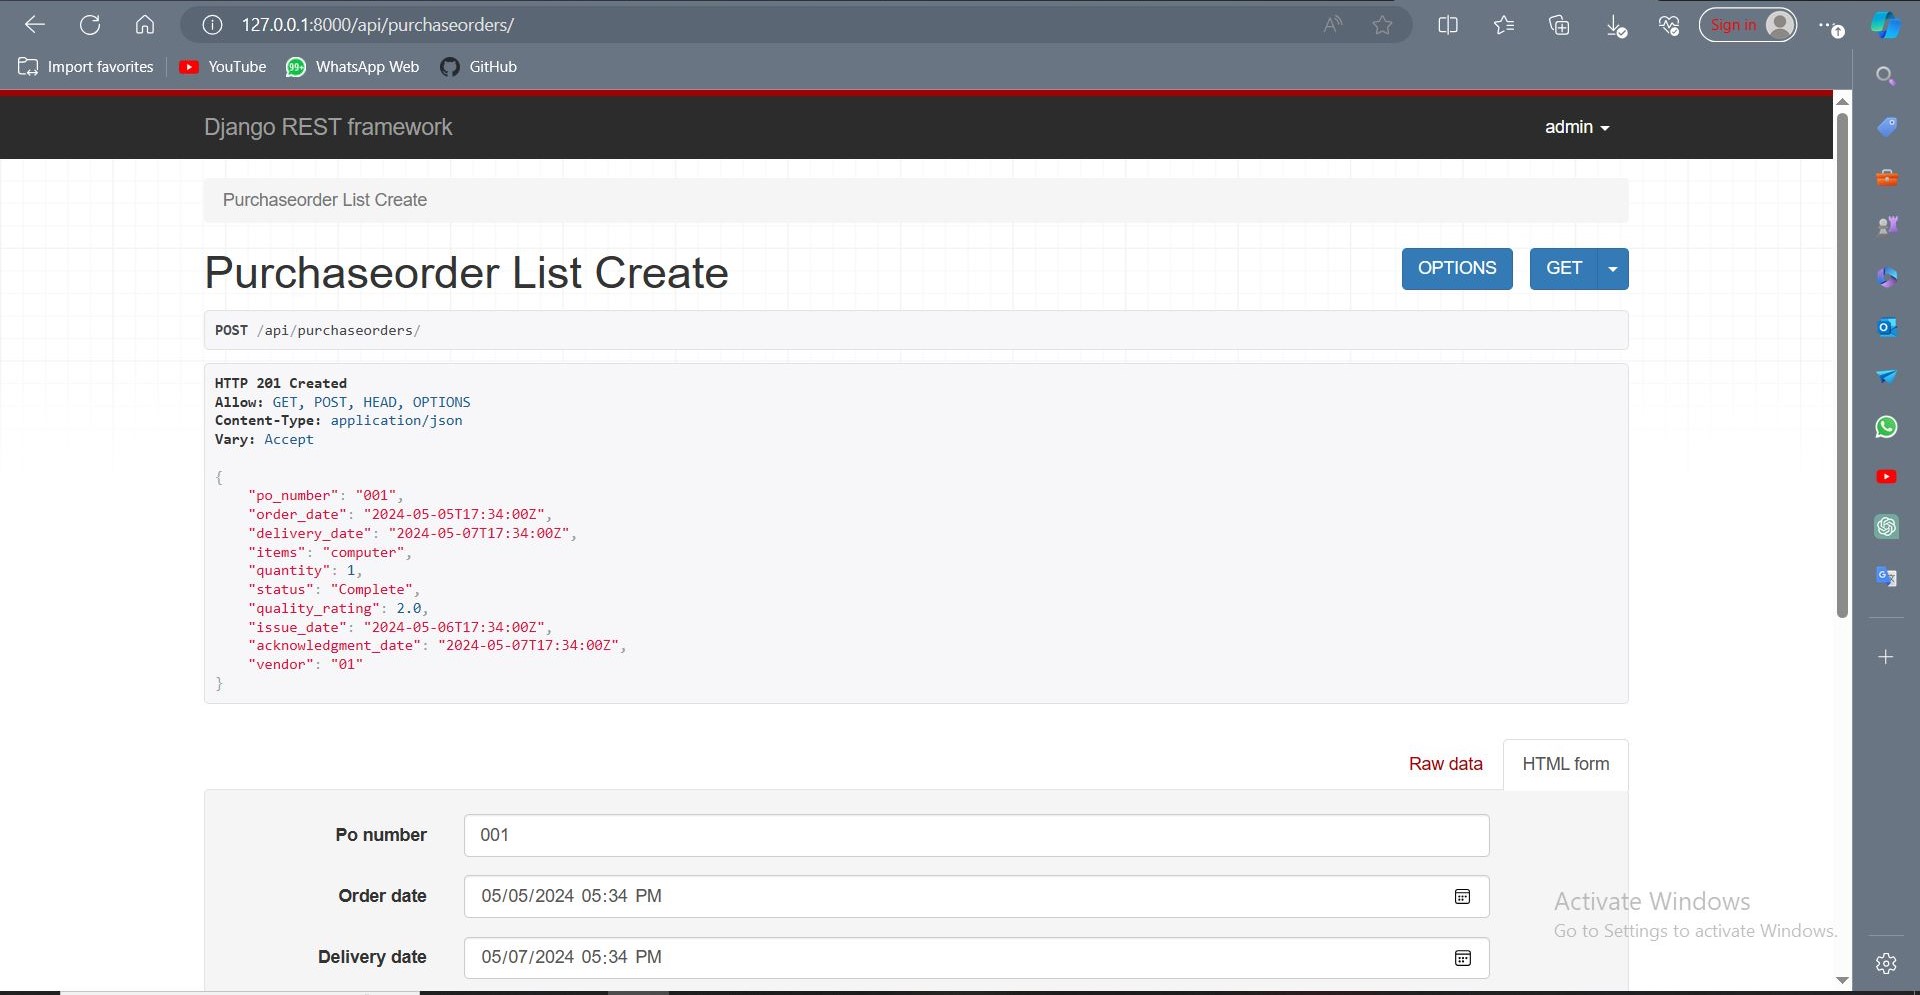 127.0.0.1:8000/api/purchaseorders/
Sign in
Import favorites
YouTube
99+
WhatsApp Web
GitHub
Django REST framework
admin
Purchaseorder List Create
Purchaseorder List Create
OPTIONS
GET
POST /api/purchaseorders/
HTTP 201 Created
Allow: GET, POST, HEAD, OPTIONS
Content-Type: application/json
Vary: Accept
{
    "po_number": "001",
    "order_date": "2024-05-05T17:34:00Z",
    "delivery_date": "2024-05-07T17:34:00Z",
    "items": "computer",
    "quantity": 1,
    "status": "Complete",
    "quality_rating": 2.0,
    "issue_date": "2024-05-06T17:34:00Z",
    "acknowledgment_date": "2024-05-07T17:34:00Z",
    "vendor": "01"
}
Raw data
HTML form
Po number
001
Order date
05/05/2024 05:34 PM
Delivery date
05/07/2024 05:34 PM
Activate Windows
Go to Settings to activate Windows.